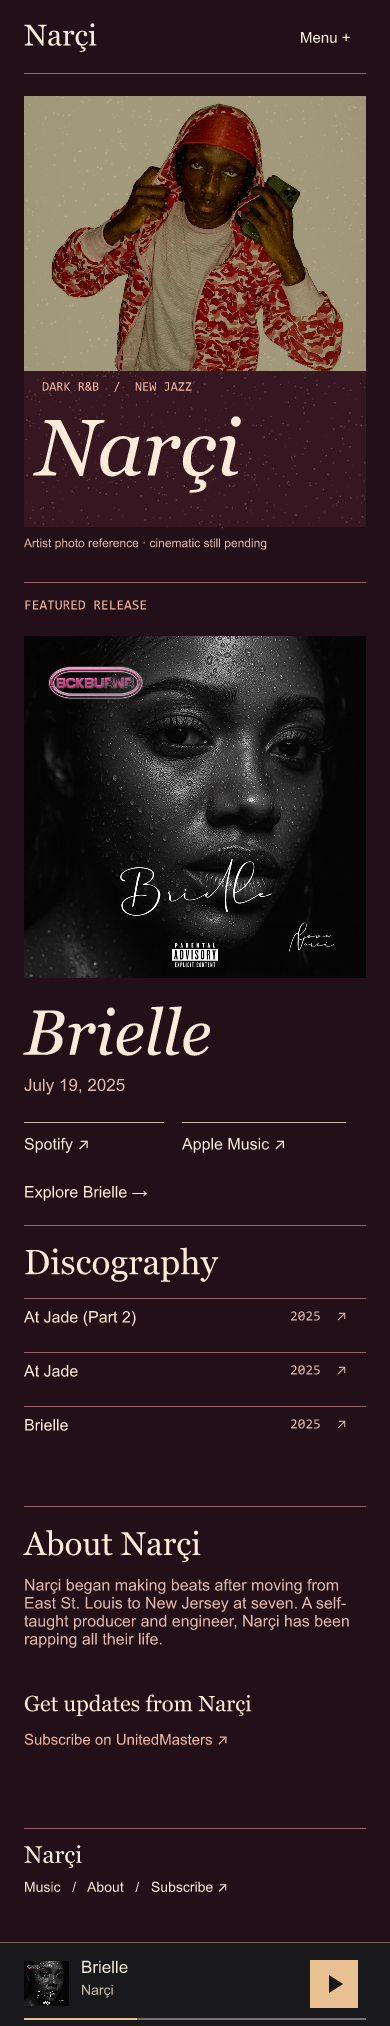 Narçi
Menu +
DARK R&B / NEW JAZZ
Narçi
Artist photo reference · cinematic still pending
FEATURED RELEASE
BCKBURNR
Brielle
PARENTAL
ADVISORY
EXPLICIT CONTENT
Brielle
July 19, 2025
Spotify ↗
Apple Music ↗
Explore Brielle →
Discography
At Jade (Part 2) 2025 ↗
At Jade 2025 ↗
Brielle 2025 ↗
About Narçi
Narçi began making beats after moving from
East St. Louis to New Jersey at seven. A self-
taught producer and engineer, Narçi has been
rapping all their life.
Get updates from Narçi
Subscribe on UnitedMasters ↗
Narçi
Music / About / Subscribe ↗
Brielle
Narçi